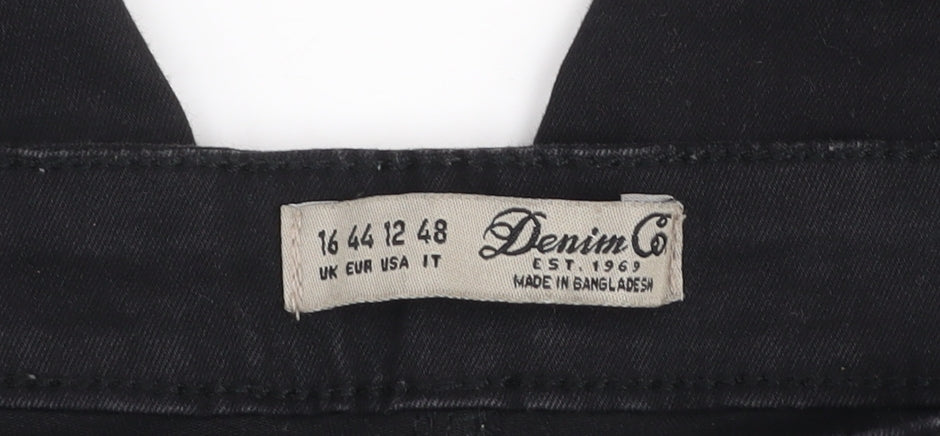 16 44 12 48
UK EUR USA IT
Denim Co
EST. 1969
MADE IN BANGLADESH